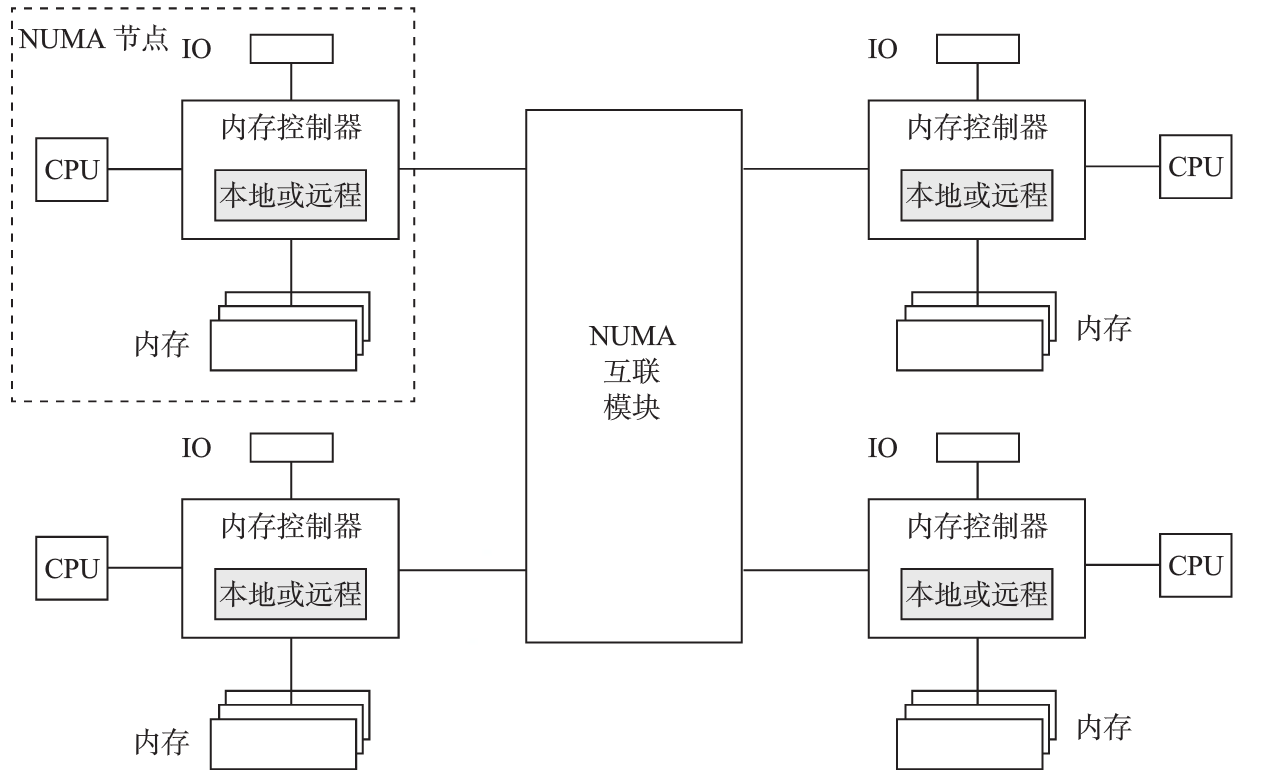 NUMA 节点
IO
内存控制器
CPU
本地或远程
内存
IO
内存控制器
CPU
本地或远程
内存
NUMA
互联
模块
IO
内存控制器
CPU
本地或远程
内存
IO
内存控制器
CPU
本地或远程
内存